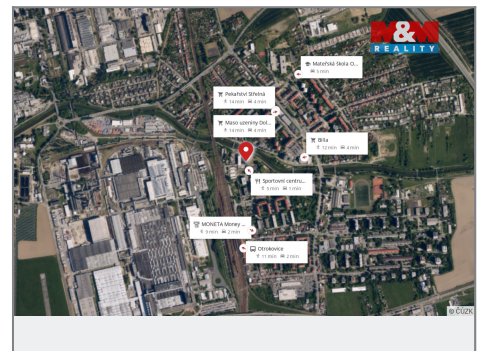 M&M
REALITY
Mateřská škola O...
5 min
Pekařství Střelná
14 min 4 min
Maso uzeniny Dol...
14 min 4 min
Billa
12 min 4 min
Sportovní centru...
5 min 1 min
MONETA Money ...
5 min 2 min
Otrokovice
11 min 2 min
© ČÚZK